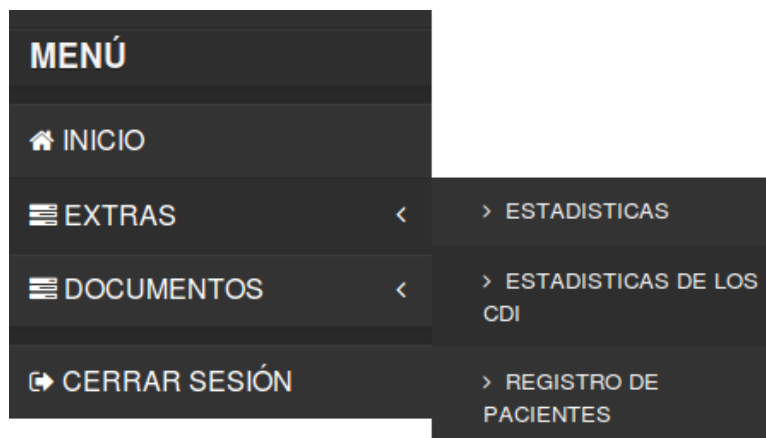 MENÚ
INICIO
EXTRAS
DOCUMENTOS
CERRAR SESIÓN
> ESTADISTICAS
> ESTADISTICAS DE LOS
CDI
> REGISTRO DE
PACIENTES